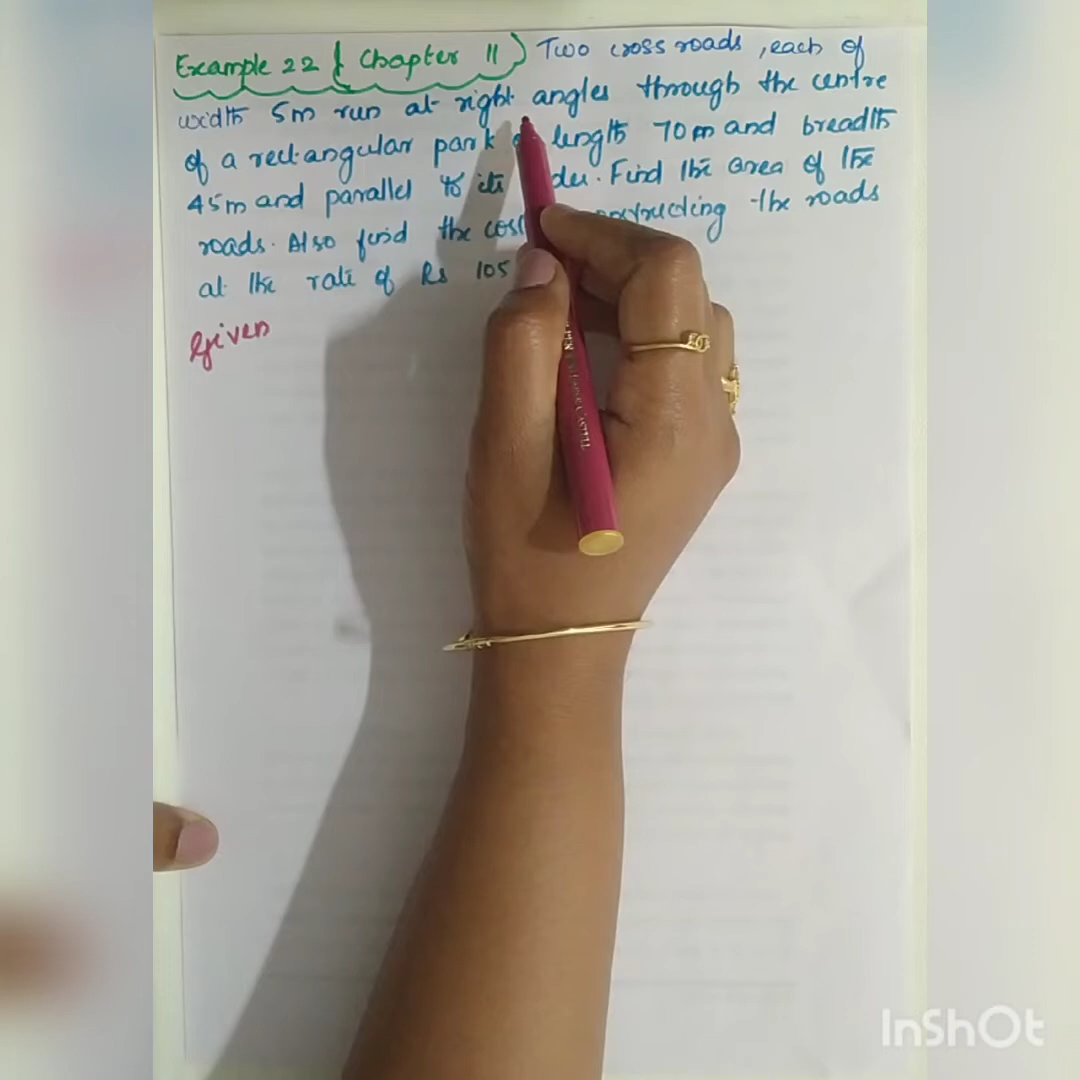 Example 22 { Chapter 11 } Two cross roads, each of
width 5m run at right angles through the centre
of a rectangular park length 70m and breadth
45m and parallel to its Find the area of the
roads. Also find the cost the roads
at the rate of Rs 105
Given
InShOt